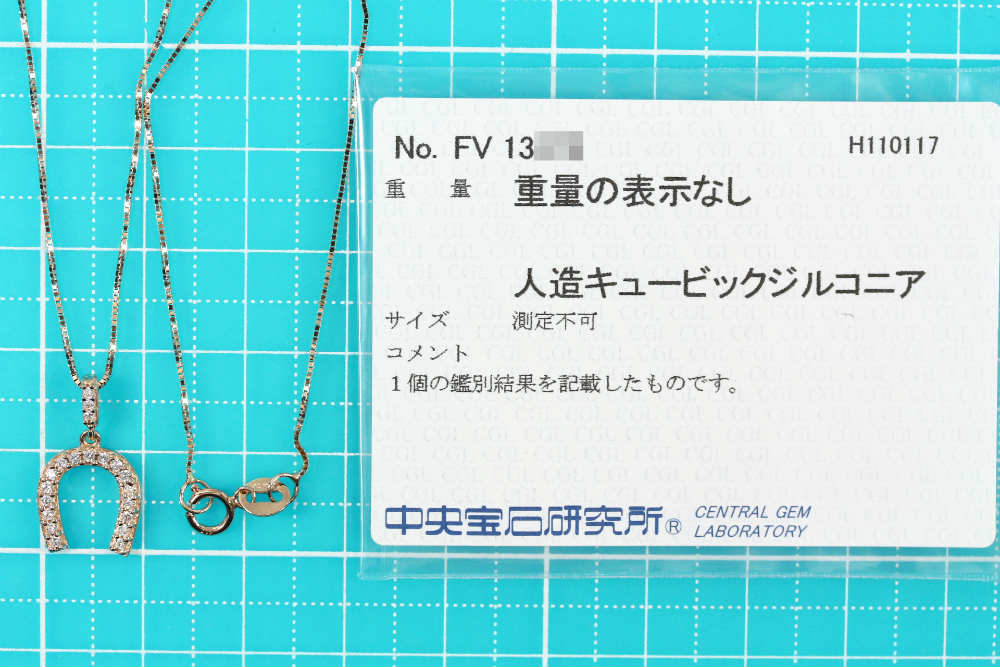 No. FV 13
H110117
重量 重量の表示なし
人造キュービックジルコニア
サイズ 測定不可
コメント
1個の鑑別結果を記載したものです。
中央宝石研究所® CENTRAL GEM
LABORATORY